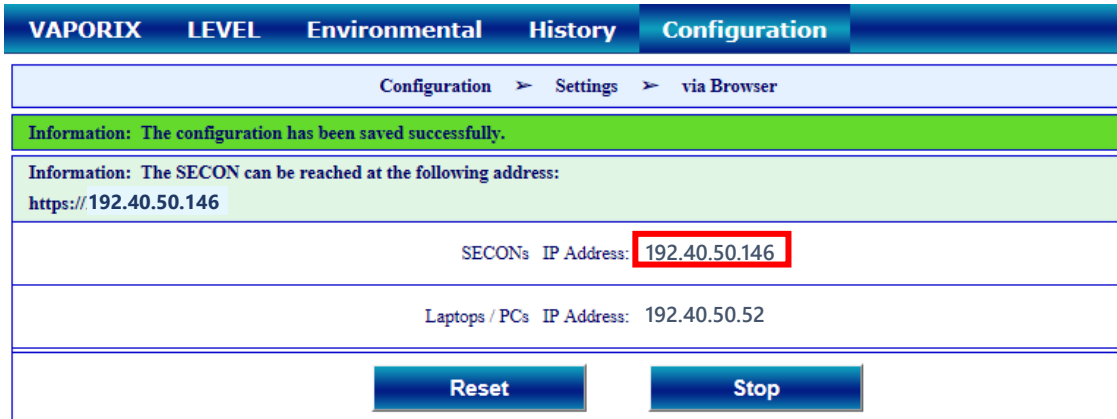 VAPORIX LEVEL Environmental History Configuration
Configuration ➢ Settings ➢ via Browser
Information: The configuration has been saved successfully.
Information: The SECON can be reached at the following address:
https://192.40.50.146
SECONs IP Address: 192.40.50.146
Laptops / PCs IP Address: 192.40.50.52
Reset Stop